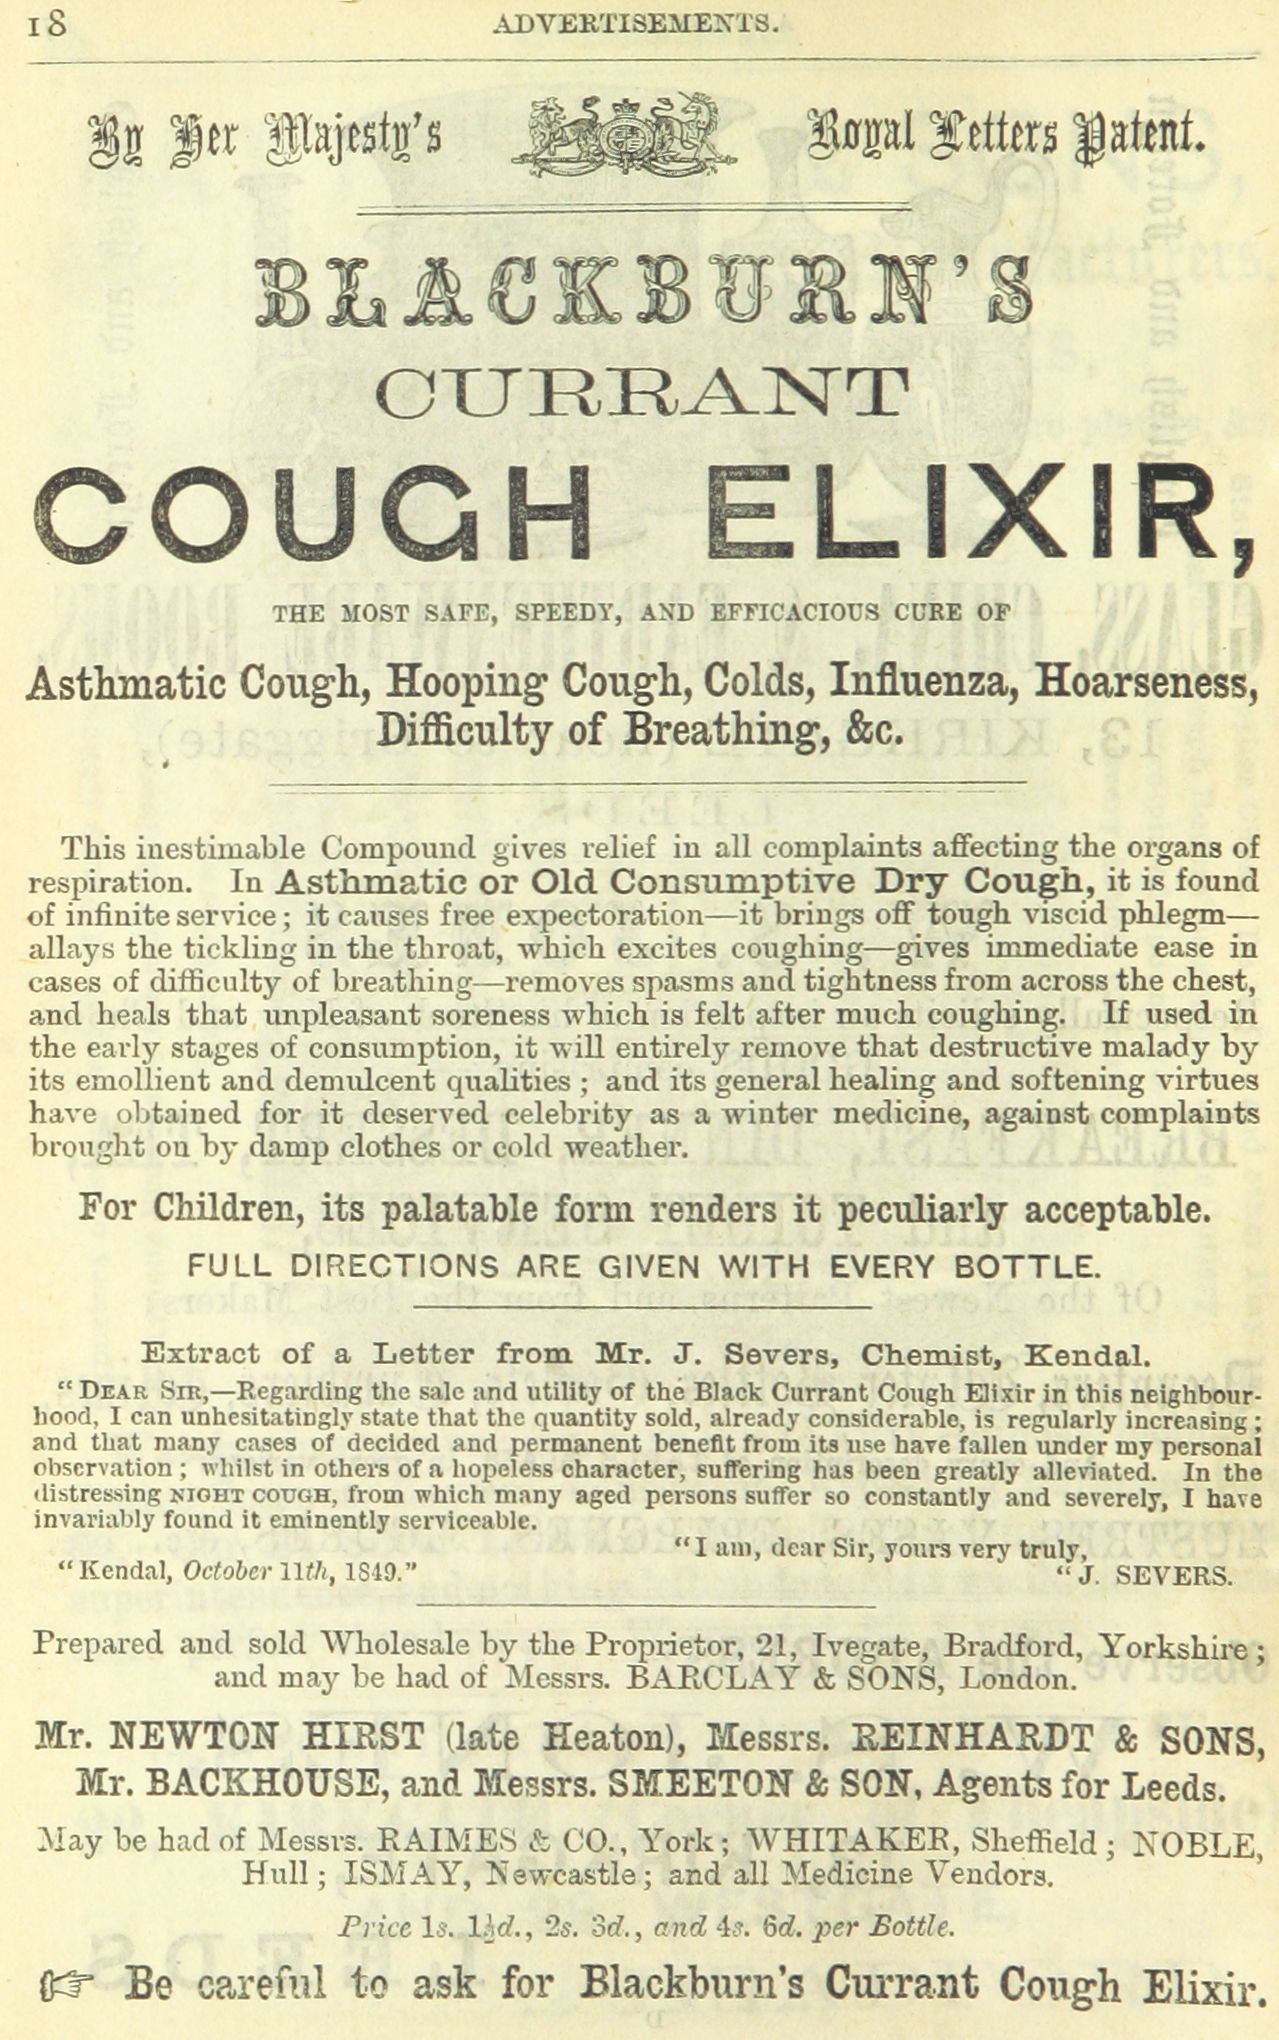 18
ADVERTISEMENTS.
By Her Majesty's Royal Letters Patent.
BLACKBURN'S
CURRANT
COUGH ELIXIR,
THE MOST SAFE, SPEEDY, AND EFFICACIOUS CURE OF
Asthmatic Cough, Hooping Cough, Colds, Influenza, Hoarseness,
Difficulty of Breathing, &c.
This inestimable Compound gives relief in all complaints affecting the organs of
respiration. In Asthmatic or Old Consumptive Dry Cough, it is found
of infinite service; it causes free expectoration—it brings off tough viscid phlegm—
allays the tickling in the throat, which excites coughing—gives immediate ease in
cases of difficulty of breathing—removes spasms and tightness from across the chest,
and heals that unpleasant soreness which is felt after much coughing. If used in
the early stages of consumption, it will entirely remove that destructive malady by
its emollient and demulcent qualities; and its general healing and softening virtues
have obtained for it deserved celebrity as a winter medicine, against complaints
brought on by damp clothes or cold weather.
For Children, its palatable form renders it peculiarly acceptable.
FULL DIRECTIONS ARE GIVEN WITH EVERY BOTTLE.
Extract of a Letter from Mr. J. Severs, Chemist, Kendal.
"DEAR SIR,—Regarding the sale and utility of the Black Currant Cough Elixir in this neighbour-
hood, I can unhesitatingly state that the quantity sold, already considerable, is regularly increasing;
and that many cases of decided and permanent benefit from its use have fallen under my personal
observation; whilst in others of a hopeless character, suffering has been greatly alleviated. In the
distressing NIGHT COUGH, from which many aged persons suffer so constantly and severely, I have
invariably found it eminently serviceable.
"I am, dear Sir, yours very truly,
"Kendal, October 11th, 1849." "J. SEVERS.
Prepared and sold Wholesale by the Proprietor, 21, Ivegate, Bradford, Yorkshire;
and may be had of Messrs. BARCLAY & SONS, London.
Mr. NEWTON HIRST (late Heaton), Messrs. REINHARDT & SONS,
Mr. BACKHOUSE, and Messrs. SMEETON & SON, Agents for Leeds.
May be had of Messrs. RAIMES & CO., York; WHITAKER, Sheffield; NOBLE,
Hull; ISMAY, Newcastle; and all Medicine Vendors.
Price 1s. 1½d., 2s. 3d., and 4s. 6d. per Bottle.
☞ Be careful to ask for Blackburn's Currant Cough Elixir.